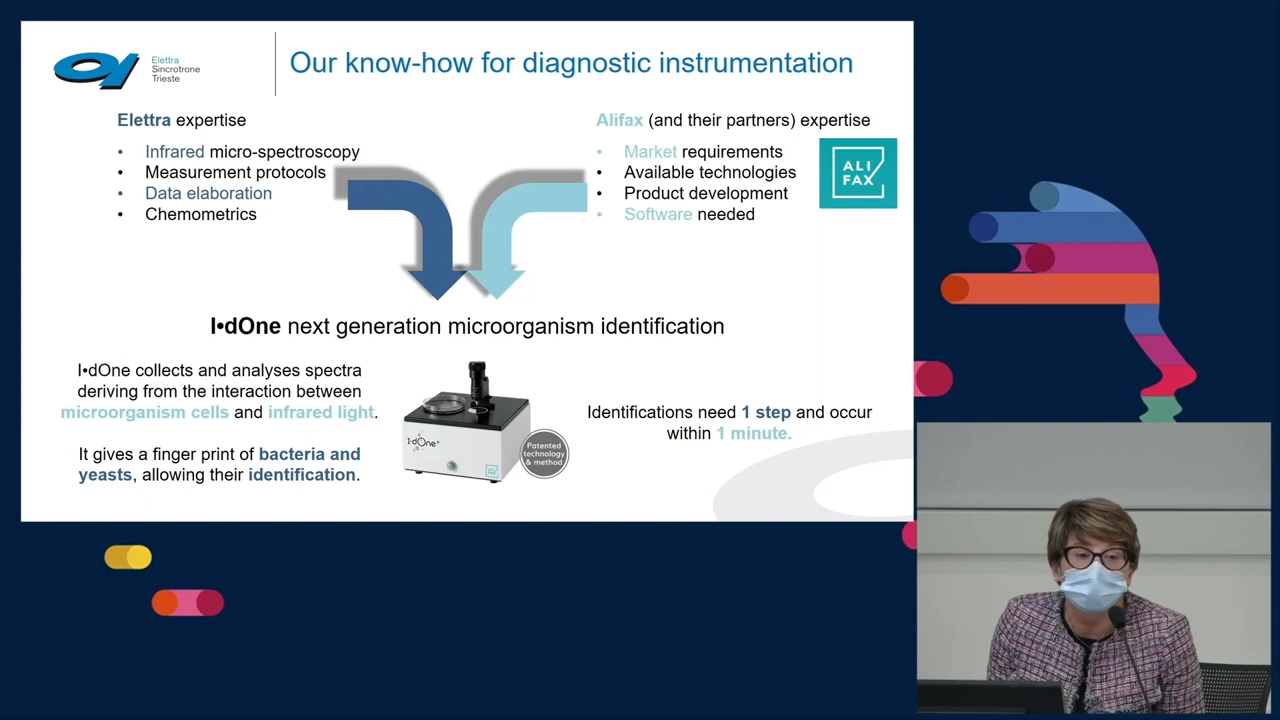 Elettra
Sincrotrone
Trieste
Our know-how for diagnostic instrumentation
Elettra expertise
• Infrared micro-spectroscopy
• Measurement protocols
• Data elaboration
• Chemometrics
Alifax (and their partners) expertise
• Market requirements
• Available technologies
• Product development
• Software needed
ALI
FAX
I•dOne next generation microorganism identification
I•dOne collects and analyses spectra
deriving from the interaction between
microorganism cells and infrared light.
It gives a finger print of bacteria and
yeasts, allowing their identification.
I•dOne®
ALI
FAX
Patented
technology
& method
Identifications need 1 step and occur
within 1 minute.